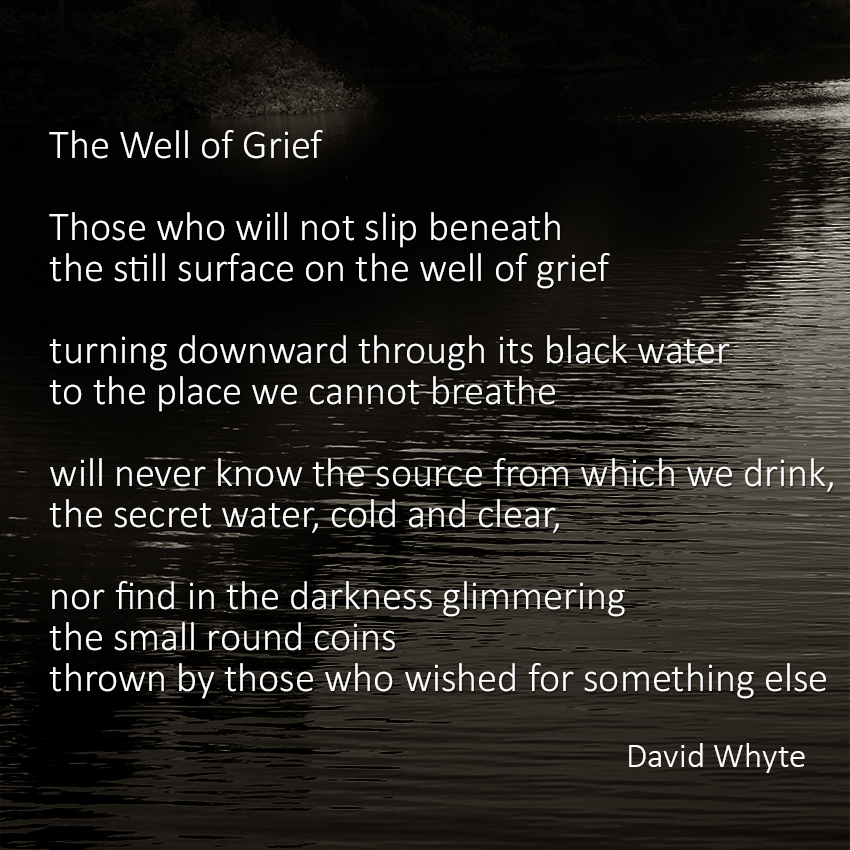 The Well of Grief
Those who will not slip beneath
the still surface on the well of grief
turning downward through its black water
to the place we cannot breathe
will never know the source from which we drink,
the secret water, cold and clear,
nor find in the darkness glimmering
the small round coins
thrown by those who wished for something else
David Whyte